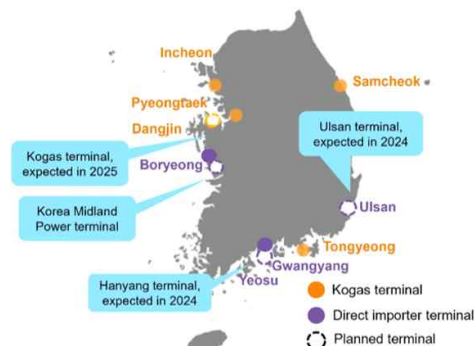 Incheon
Samcheok
Pyeongtaek
Dangjin
Ulsan terminal,
expected in 2024
Kogas terminal,
expected in 2025
Boryeong
Korea Midland
Power terminal
Ulsan
Tongyeong
Gwangyang
Yeosu
Hanyang terminal,
expected in 2024
Kogas terminal
Direct importer terminal
Planned terminal